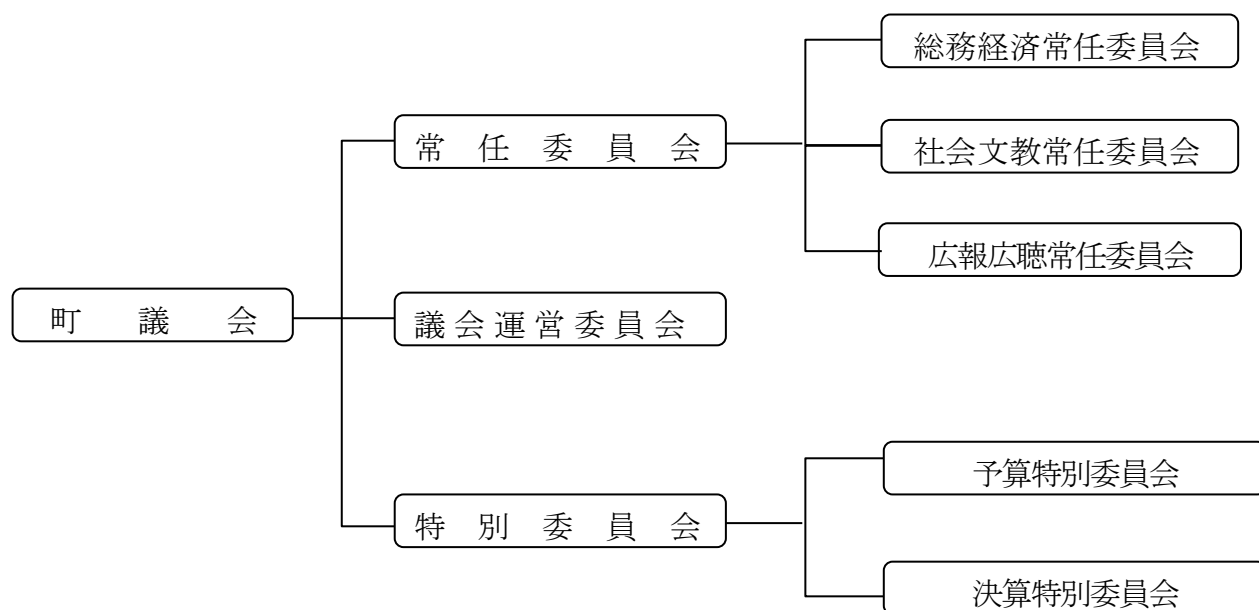 総務経済常任委員会
常任委員会
社会文教常任委員会
広報広聴常任委員会
町議会
議会運営委員会
予算特別委員会
特別委員会
決算特別委員会